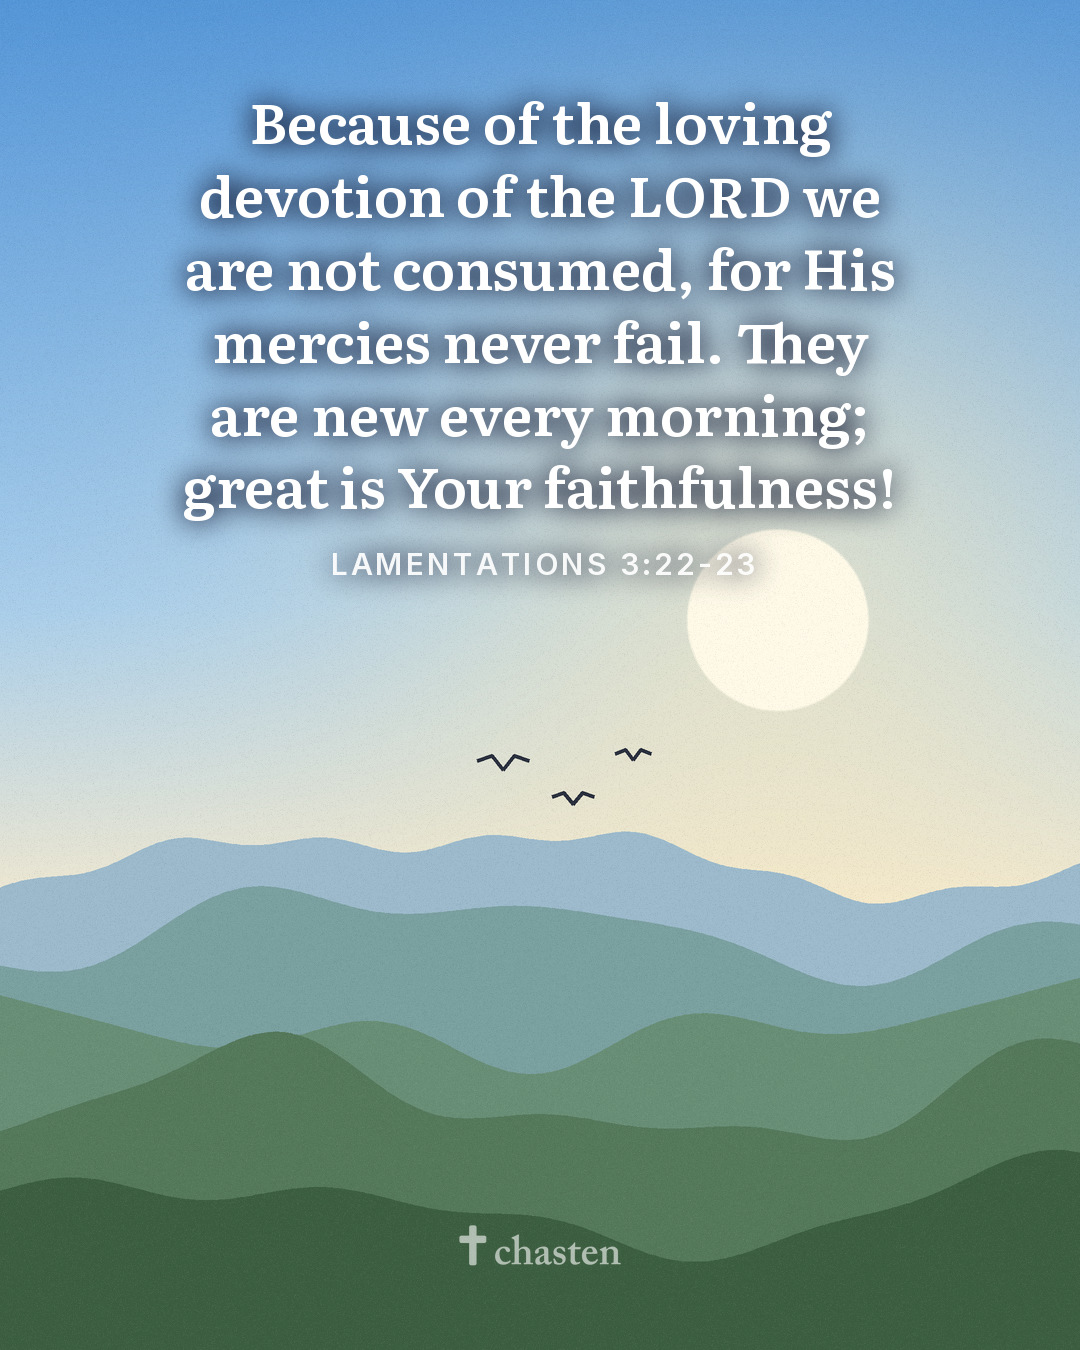 Because of the loving
devotion of the LORD we
are not consumed, for His
mercies never fail. They
are new every morning;
great is Your faithfulness!
LAMENTATIONS 3:22-23
chasten